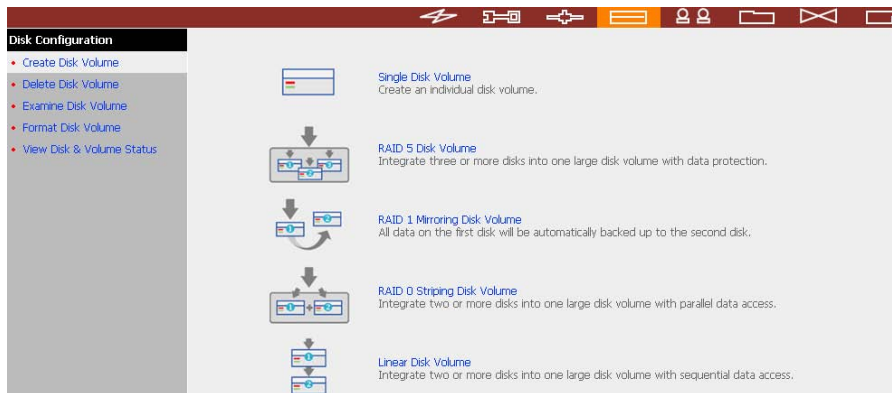 Disk Configuration
Create Disk Volume
Delete Disk Volume
Examine Disk Volume
Format Disk Volume
View Disk & Volume Status
Single Disk Volume
Create an individual disk volume.
RAID 5 Disk Volume
Integrate three or more disks into one large disk volume with data protection.
RAID 1 Mirroring Disk Volume
All data on the first disk will be automatically backed up to the second disk.
RAID 0 Striping Disk Volume
Integrate two or more disks into one large disk volume with parallel data access.
Linear Disk Volume
Integrate two or more disks into one large disk volume with sequential data access.